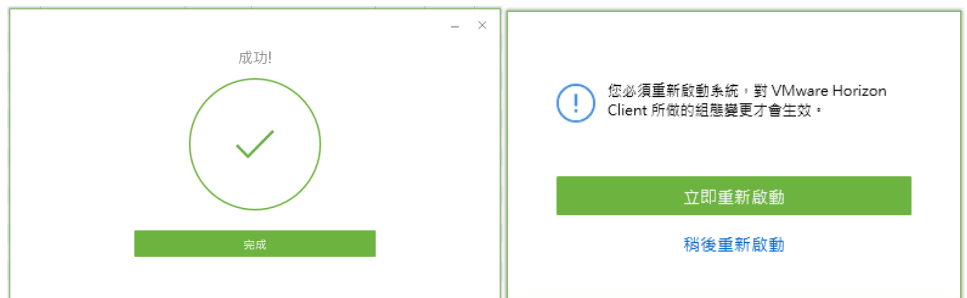 成功!
完成
您必須重新啟動系統，對 VMware Horizon
Client 所做的組態變更才會生效。
立即重新啟動
稍後重新啟動